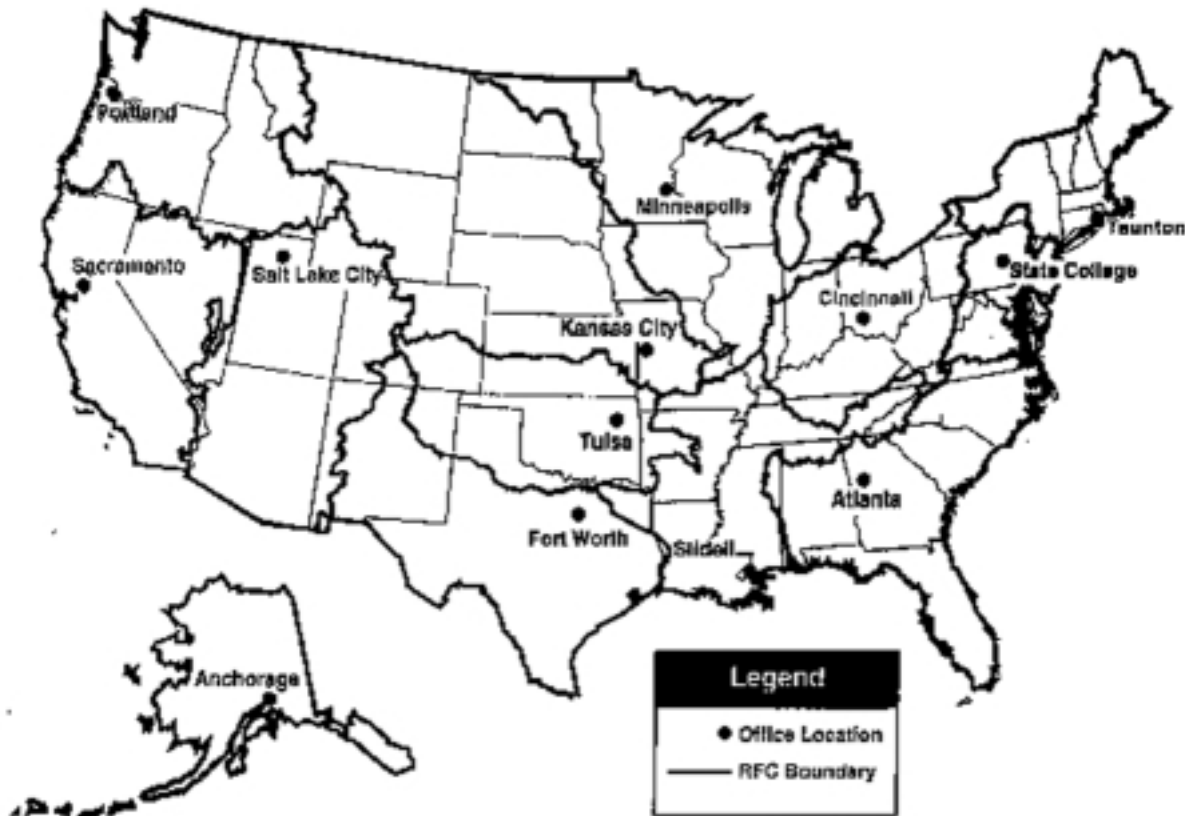 Portland
Minneapolis
Taunton
Sacramento
Salt Lake City
State College
Cincinnati
Kansas City
Tulsa
Atlanta
Fort Worth
Slidell
Anchorage
Legend
Office Location
RFC Boundary